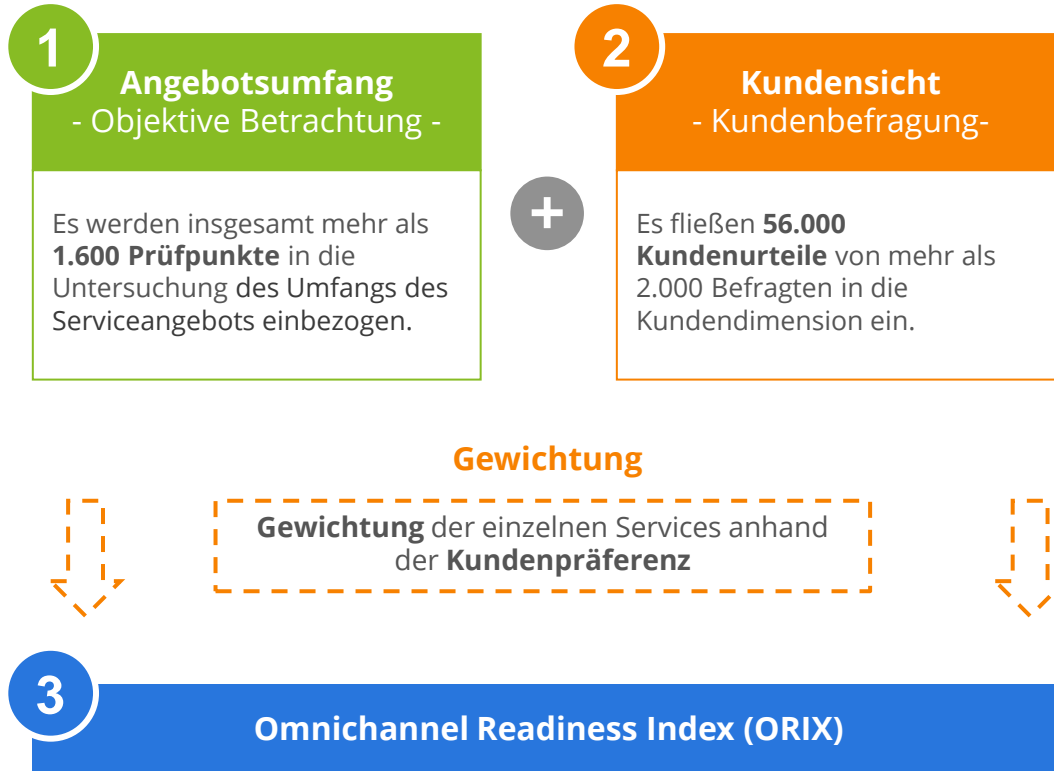 1
Angebotsumfang
- Objektive Betrachtung -
Es werden insgesamt mehr als
1.600 Prüfpunkte in die
Untersuchung des Umfangs des
Serviceangebots einbezogen.
+
2
Kundensicht
- Kundenbefragung-
Es fließen 56.000
Kundenurteile von mehr als
2.000 Befragten in die
Kundendimension ein.
Gewichtung
Gewichtung der einzelnen Services anhand
der Kundenpräferenz
3
Omnichannel Readiness Index (ORIX)